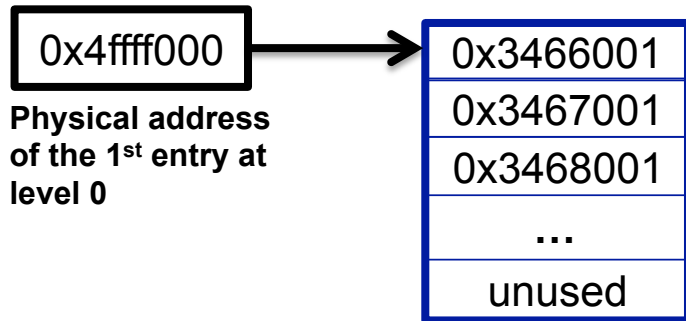 0x4ffff000
Physical address
of the 1st entry at
level 0
0x3466001
0x3467001
0x3468001
...
unused